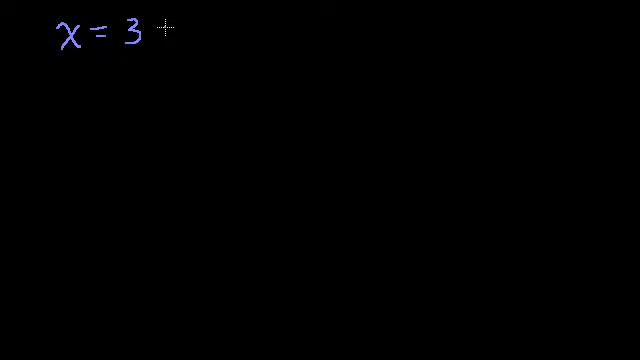 x = 3